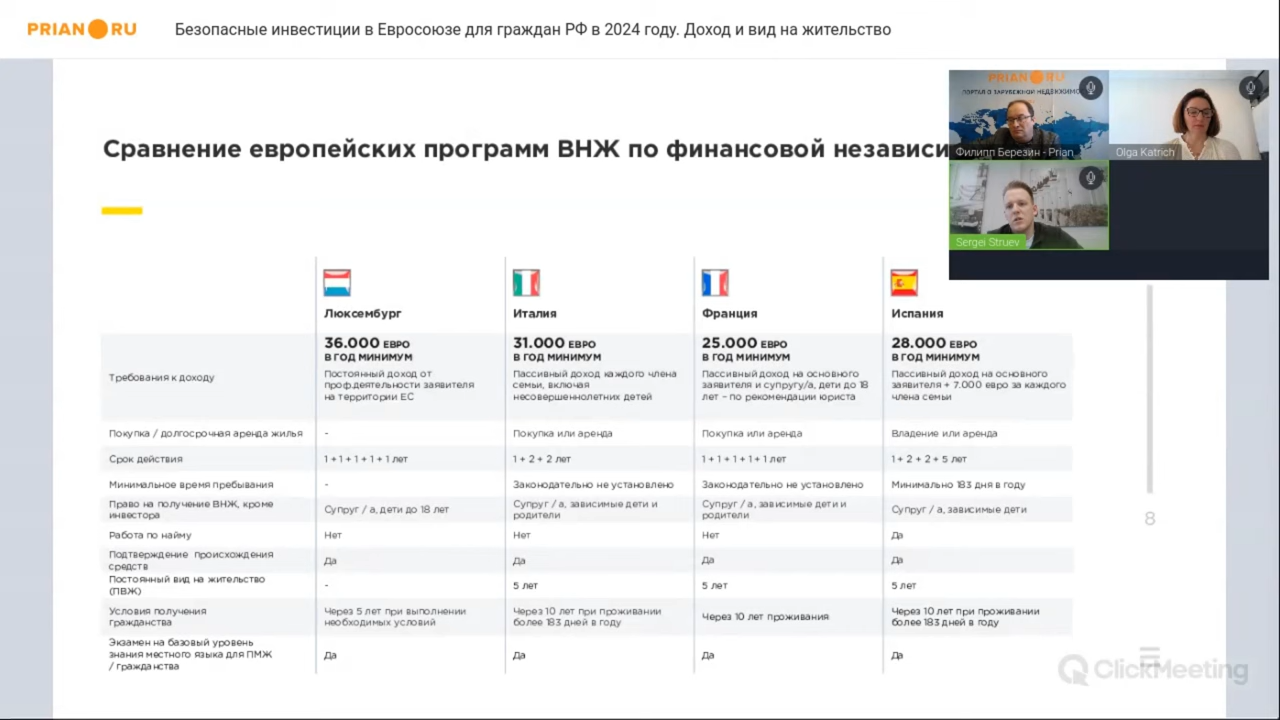 PRIAN RU
Безопасные инвестиции в Евросоюзе для граждан РФ в 2024 году. Доход и вид на жительство
PRIAN RU
Филипп Березин - Prian
Olga Katrich
Sergei Struev
Сравнение европейских программ ВНЖ по финансовой
Люксембург
Италия
Франция
Испания
Требования к доходу
36.000 ЕВРО
В ГОД МИНИМУМ
Постоянный доход от
проф.деятельности заявителя
на территории ЕС
31.000 ЕВРО
В ГОД МИНИМУМ
Пассивный доход каждого члена
семьи, включая
несовершеннолетних детей
25.000 ЕВРО
В ГОД МИНИМУМ
Пассивный доход на основного
заявителя и супругу/а, дети до 18
лет – по рекомендации юриста
28.000 ЕВРО
В ГОД МИНИМУМ
Пассивный доход на основного
заявителя + 7.000 евро за каждого
члена семьи
Покупка / долгосрочная аренда жилья
-
Покупка или аренда
Покупка или аренда
Владение или аренда
Срок действия
1 + 1 + 1 + 1 + 1 лет
1 + 2 + 2 лет
1 + 1 + 1 + 1 + 1 лет
1 + 2 + 2 + 5 лет
Минимальное время пребывания
-
Законодательно не установлено
Законодательно не установлено
Минимально 183 дня в году
Право на получение ВНЖ, кроме
инвестора
Супруг / а, дети до 18 лет
Супруг / а, зависимые дети и
родители
Супруг / а, зависимые дети и
родители
Супруг / а, зависимые дети
Работа по найму
Нет
Нет
Нет
Да
Подтверждение происхождения
средств
Да
Да
Да
Да
Постоянный вид на жительство
(ПВЖ)
-
5 лет
5 лет
5 лет
Условия получения
гражданства
Через 5 лет при выполнении
необходимых условий
Через 10 лет при проживании
более 183 дней в году
Через 10 лет проживания
Через 10 лет при проживании
более 183 дней в году
Экзамен на базовый уровень
знания местного языка для ПМЖ
/ гражданства
Да
Да
Да
Да
8
ClickMeeting